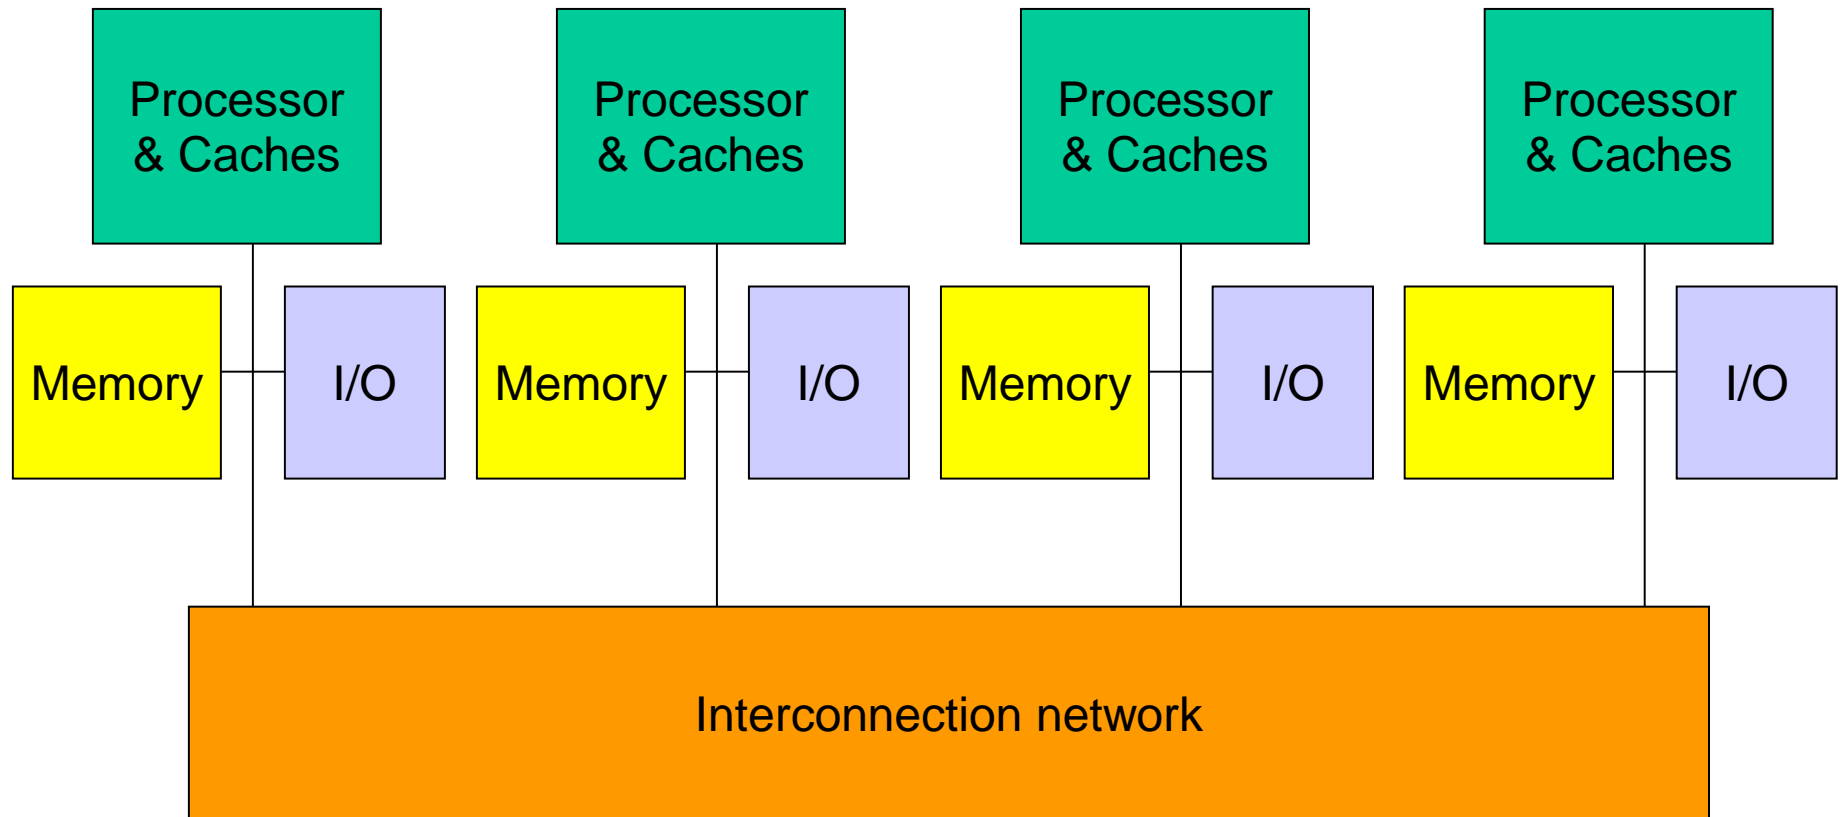 Processor
& Caches
Processor
& Caches
Processor
& Caches
Processor
& Caches
Memory
I/O
Memory
I/O
Memory
I/O
Memory
I/O
Interconnection network